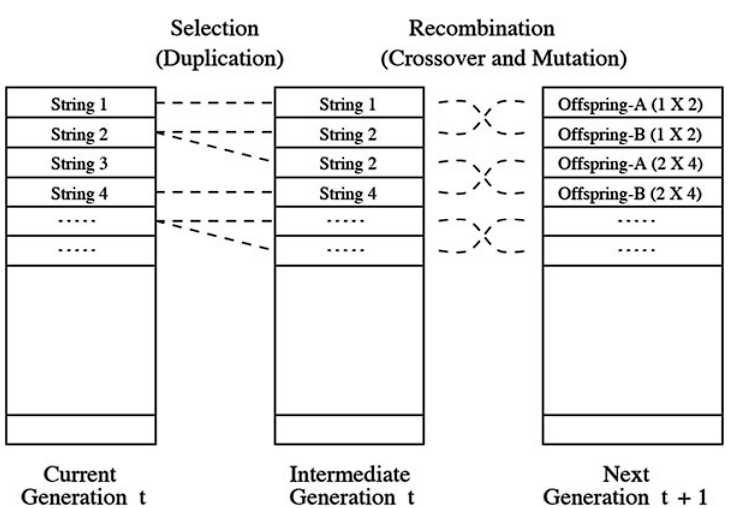 Selection
(Duplication)
Recombination
(Crossover and Mutation)
String 1
String 2
String 3
String 4
.....
.....
String 1
String 2
String 2
String 4
.....
.....
Offspring-A (1 X 2)
Offspring-B (1 X 2)
Offspring-A (2 X 4)
Offspring-B (2 X 4)
.....
.....
Current
Generation t
Intermediate
Generation t
Next
Generation t + 1